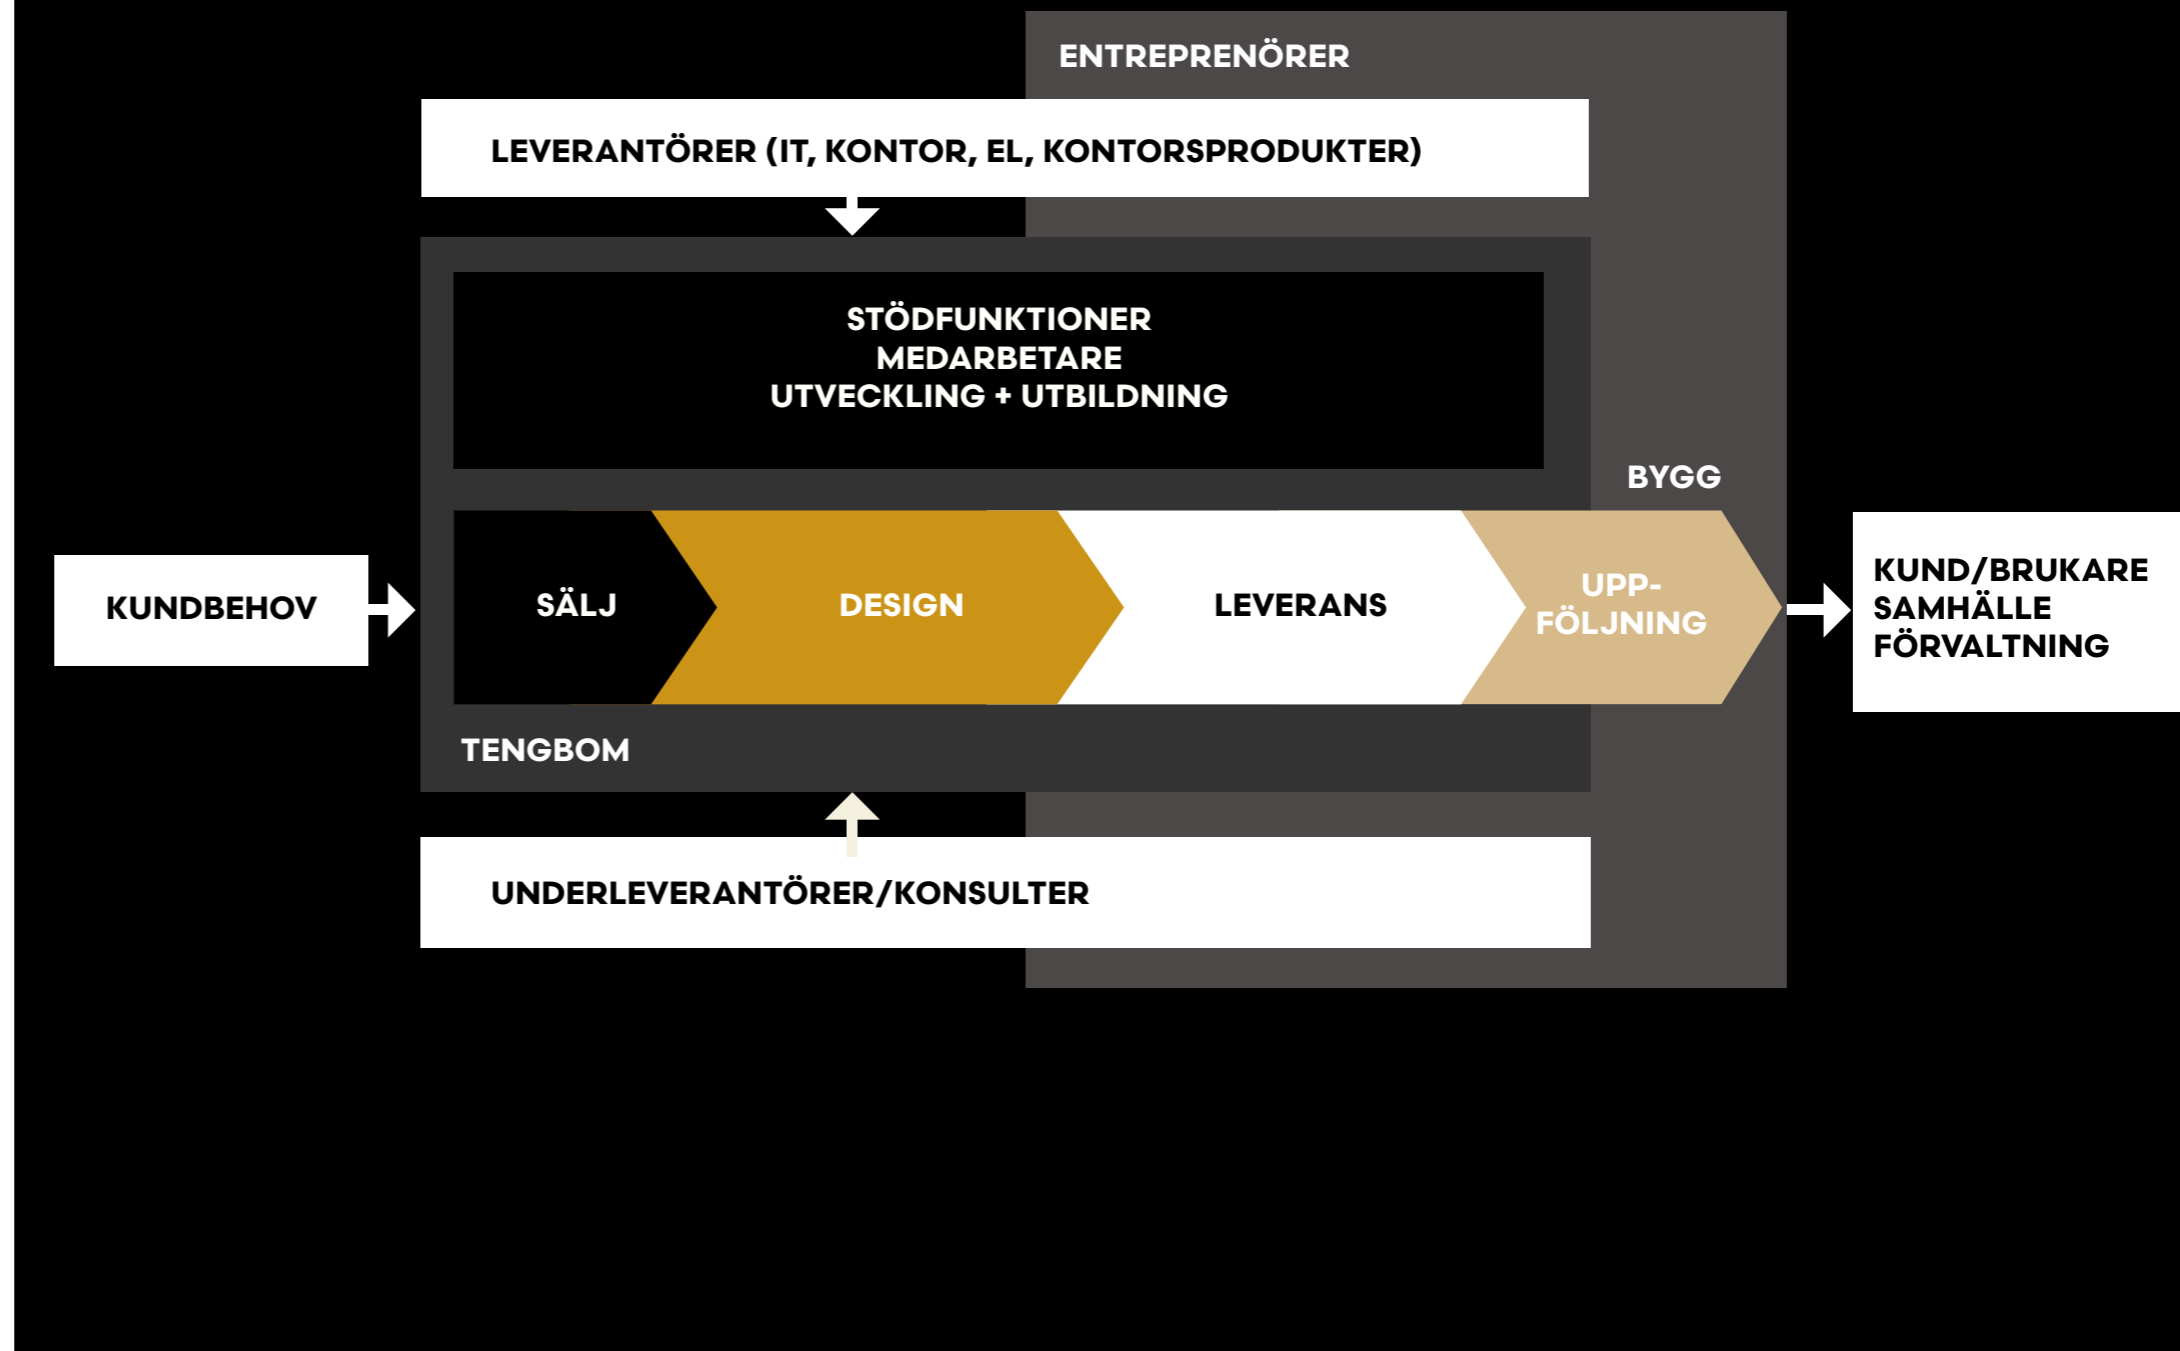 ENTREPRENÖRER
LEVERANTÖRER (IT, KONTOR, EL, KONTORSPRODUKTER)
STÖDFUNKTIONER
MEDARBETARE
UTVECKLING + UTBILDNING
BYGG
KUNDBEHOV
SÄLJ
DESIGN
LEVERANS
UPP-
FÖLJNING
KUND/BRUKARE
SAMHÄLLE
FÖRVALTNING
TENGBOM
UNDERLEVERANTÖRER/KONSULTER